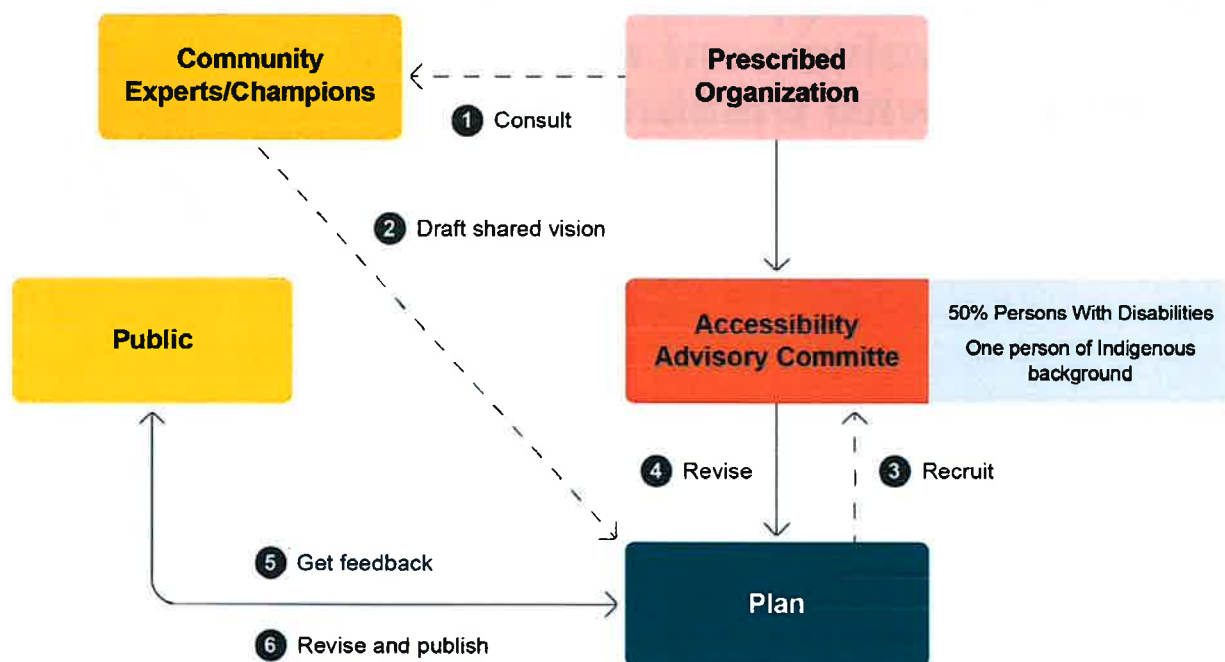 Community
Experts/Champions
Prescribed
Organization
1 Consult
2 Draft shared vision
Public
Accessibility
Advisory Committe
50% Persons With Disabilities
One person of Indigenous
background
4 Revise
3 Recruit
5 Get feedback
Plan
6 Revise and publish